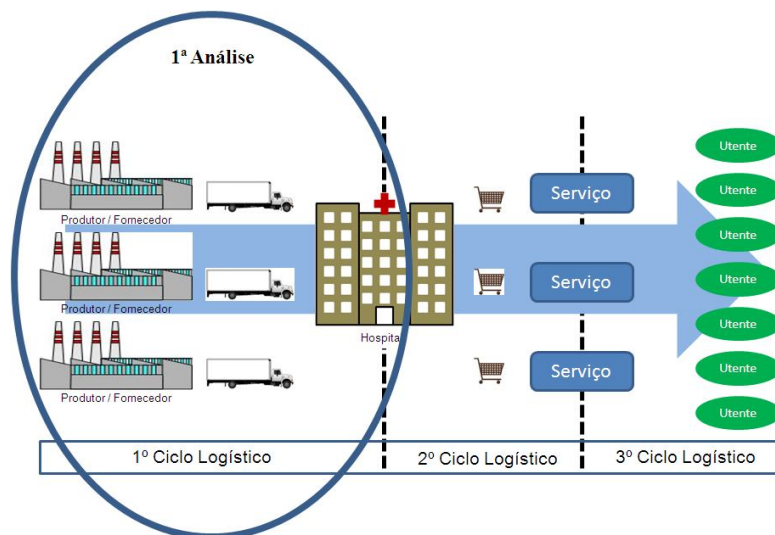 1ª Análise
Produtor / Fornecedor
Produtor / Fornecedor
Produtor / Fornecedor
Hospital
Serviço
Serviço
Serviço
Utente
Utente
Utente
Utente
Utente
Utente
Utente
1º Ciclo Logístico
2º Ciclo Logístico
3º Ciclo Logístico